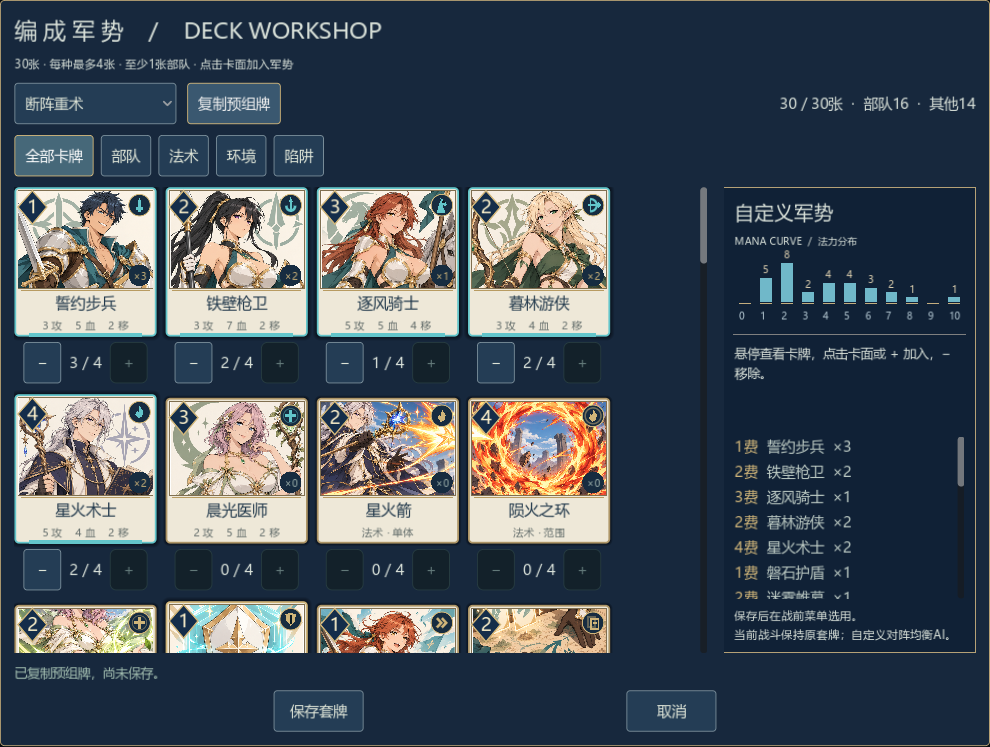 编成军势 / DECK WORKSHOP
30张 · 每种最多4张 · 至少1张部队 · 点击卡面加入军势
断阵重术 复制预组牌 30 / 30张 · 部队16 · 其他14
全部卡牌 部队 法术 环境 陷阱
1 2 3 2
×3 ×2 ×1 ×2
誓约步兵 铁壁枪卫 逐风骑士 暮林游侠
3攻 5血 2移 3攻 7血 2移 5攻 5血 4移 3攻 4血 2移
− 3 / 4 + − 2 / 4 + − 1 / 4 + − 2 / 4 +
4 3 2 4
×2 ×0 ×0 ×0
星火术士 晨光医师 星火箭 陨火之环
5攻 4血 2移 2攻 5血 2移 法术 · 单体 法术 · 范围
− 2 / 4 + − 0 / 4 + − 0 / 4 + − 0 / 4 +
2 1 1 2
自定义军势
MANA CURVE / 法力分布
5 8 2 4 4 3 2 1 1
0 1 2 3 4 5 6 7 8 9 10
悬停查看卡牌，点击卡面或 + 加入，−
移除。
1费 誓约步兵 ×3
2费 铁壁枪卫 ×2
3费 逐风骑士 ×1
2费 暮林游侠 ×2
4费 星火术士 ×2
1费 磐石护盾 ×1
2费 迷雾帷幕 ×1
保存后在战前菜单选用。
当前战斗保持原套牌；自定义对阵均衡AI。
已复制预组牌，尚未保存。
保存套牌 取消